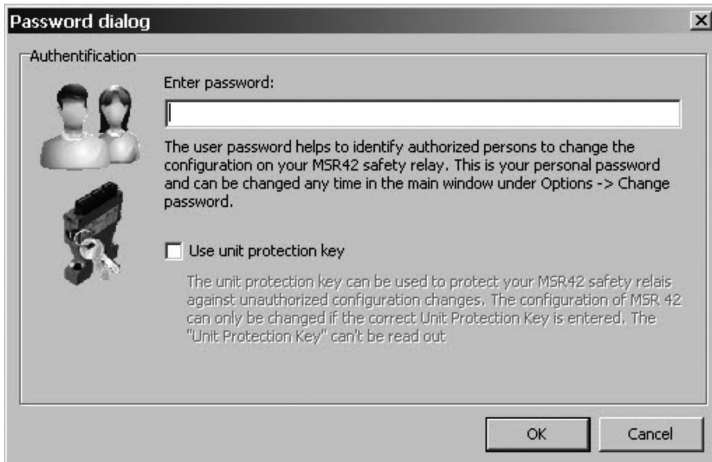 Password dialog
Authentification
Enter password:
The user password helps to identify authorized persons to change the
configuration on your MSR42 safety relay. This is your personal password
and can be changed any time in the main window under Options -> Change
password.
Use unit protection key
The unit protection key can be used to protect your MSR42 safety relais
against unauthorized configuration changes. The configuration of MSR 42
can only be changed if the correct Unit Protection Key is entered. The
"Unit Protection Key" can't be read out
OK Cancel